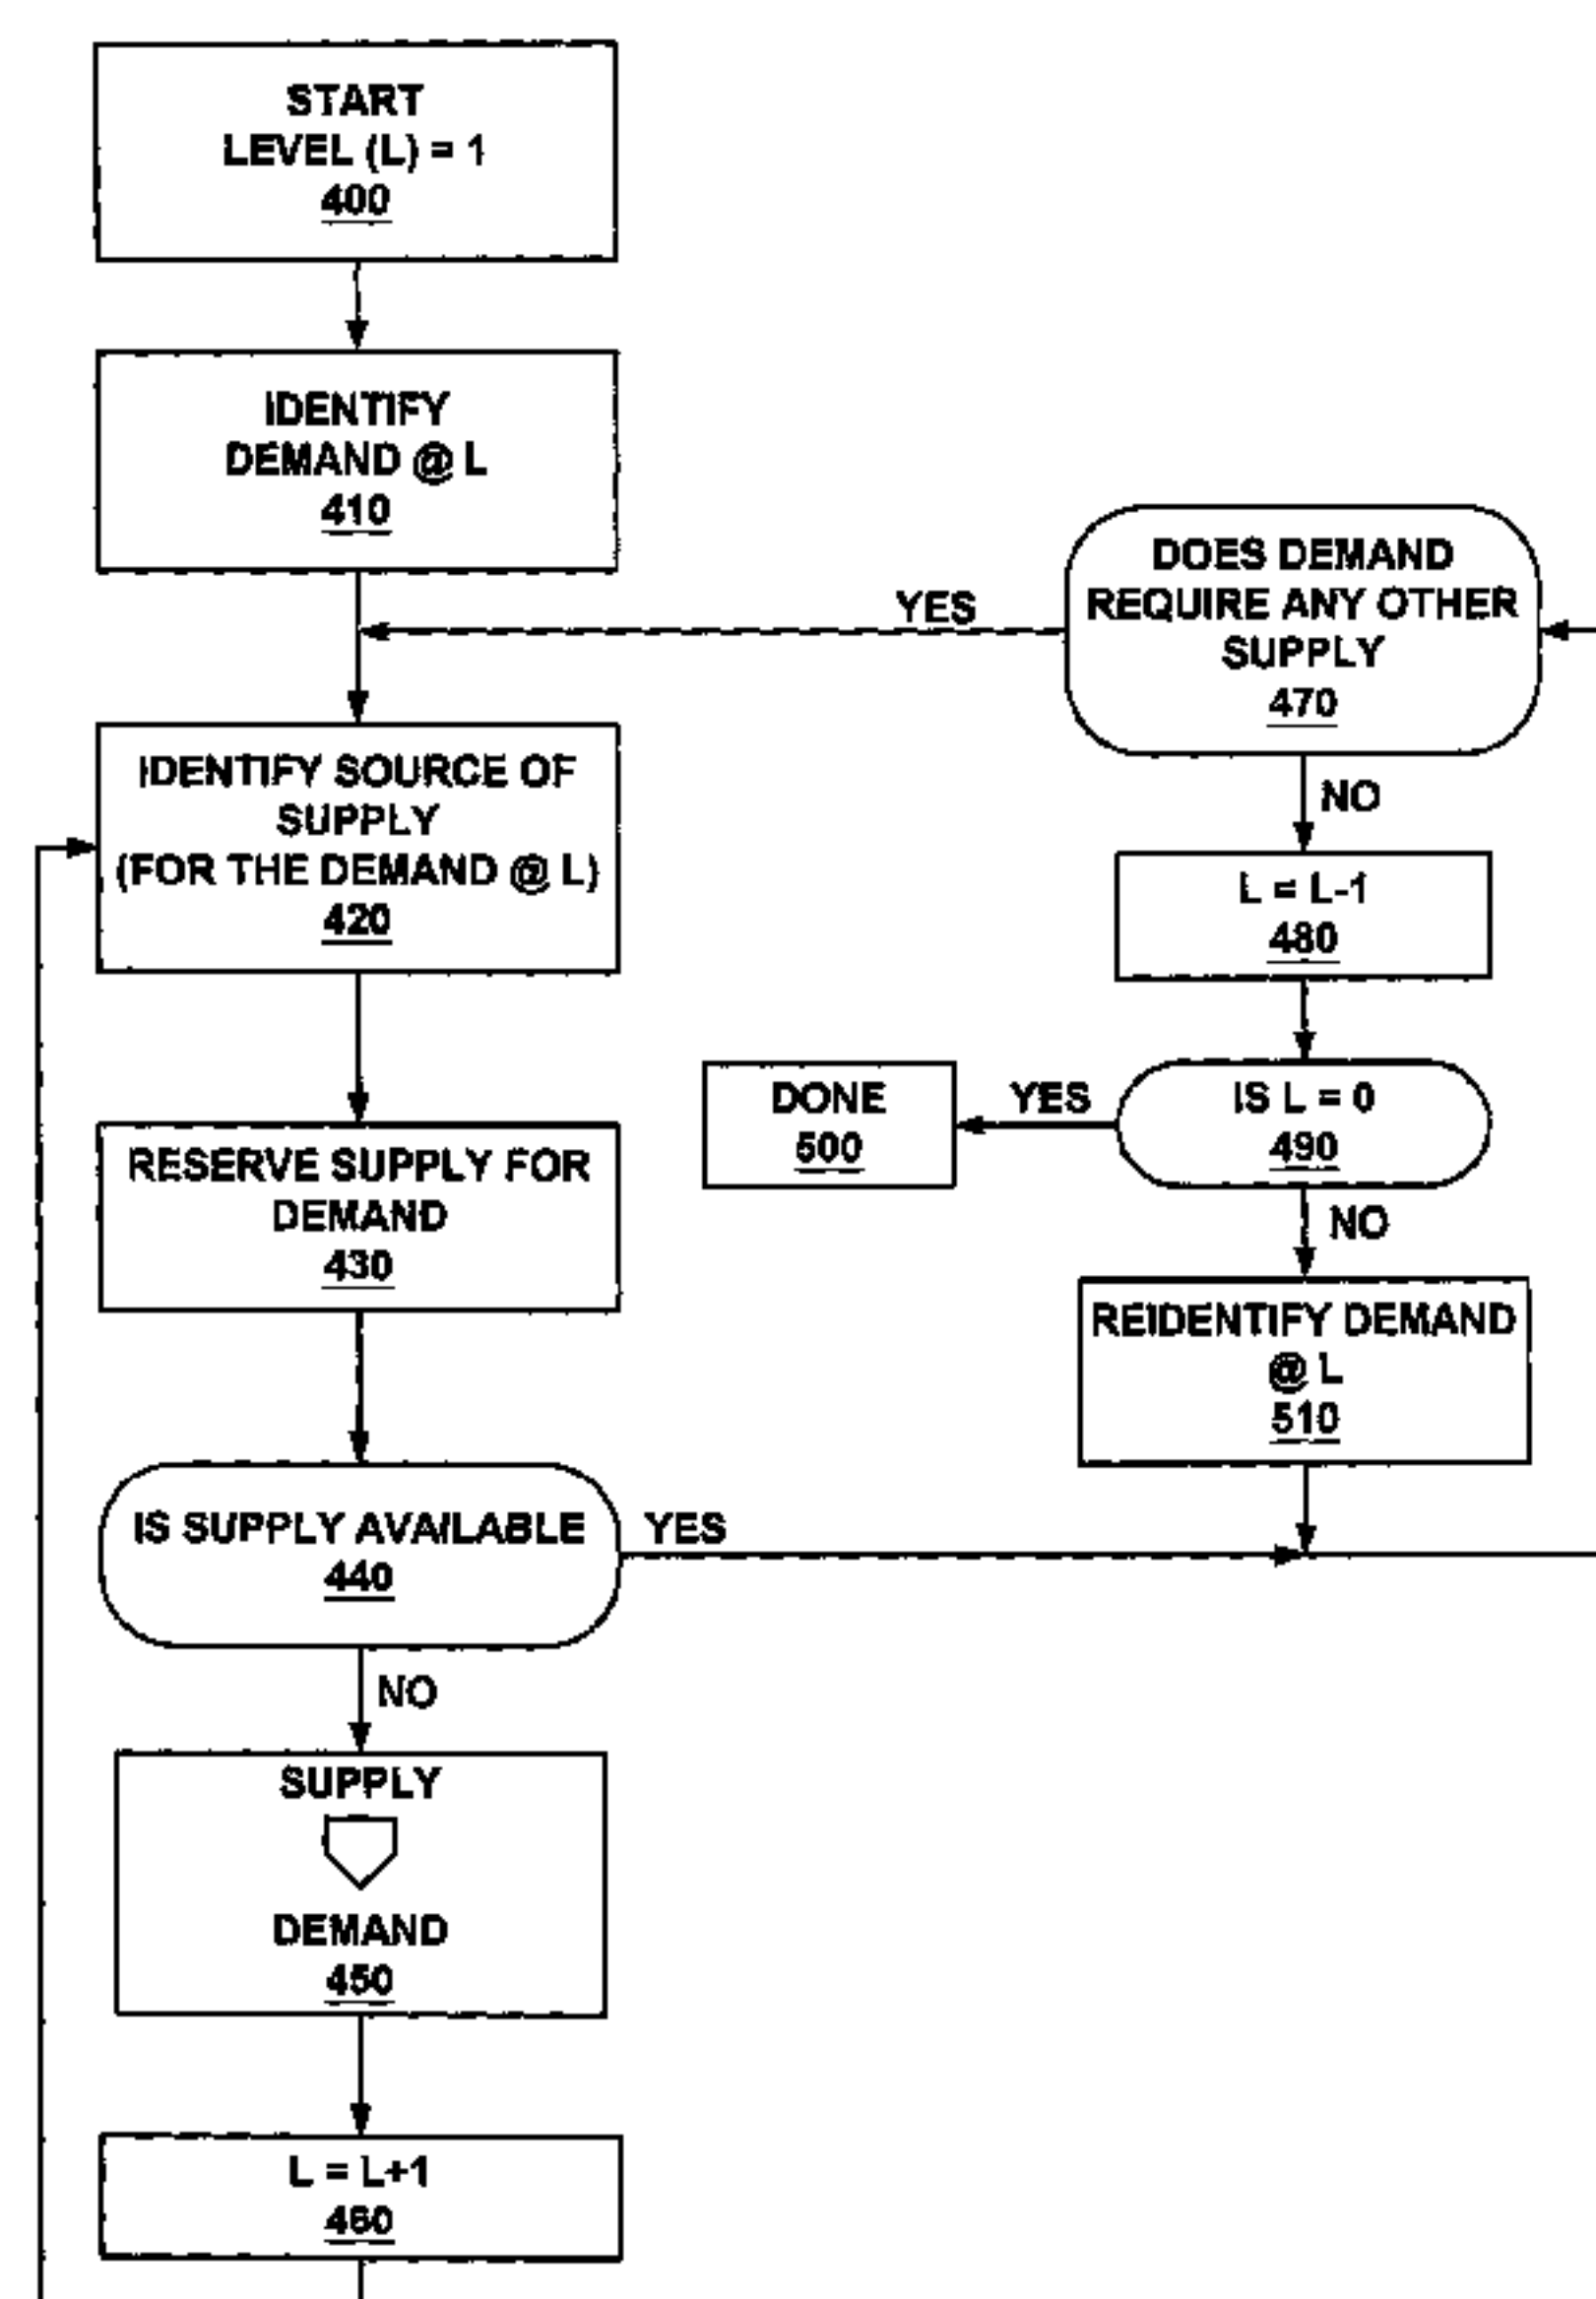 START
LEVEL (L) = 1
400
IDENTIFY
DEMAND @ L
410
DOES DEMAND
REQUIRE ANY OTHER
SUPPLY
470
YES
IDENTIFY SOURCE OF
SUPPLY
(FOR THE DEMAND @ L)
420
NO
L = L-1
480
RESERVE SUPPLY FOR
DEMAND
430
DONE
500
YES
IS L = 0
490
NO
REIDENTIFY DEMAND
@ L
510
IS SUPPLY AVAILABLE
440
YES
NO
SUPPLY
DEMAND
450
L = L+1
460